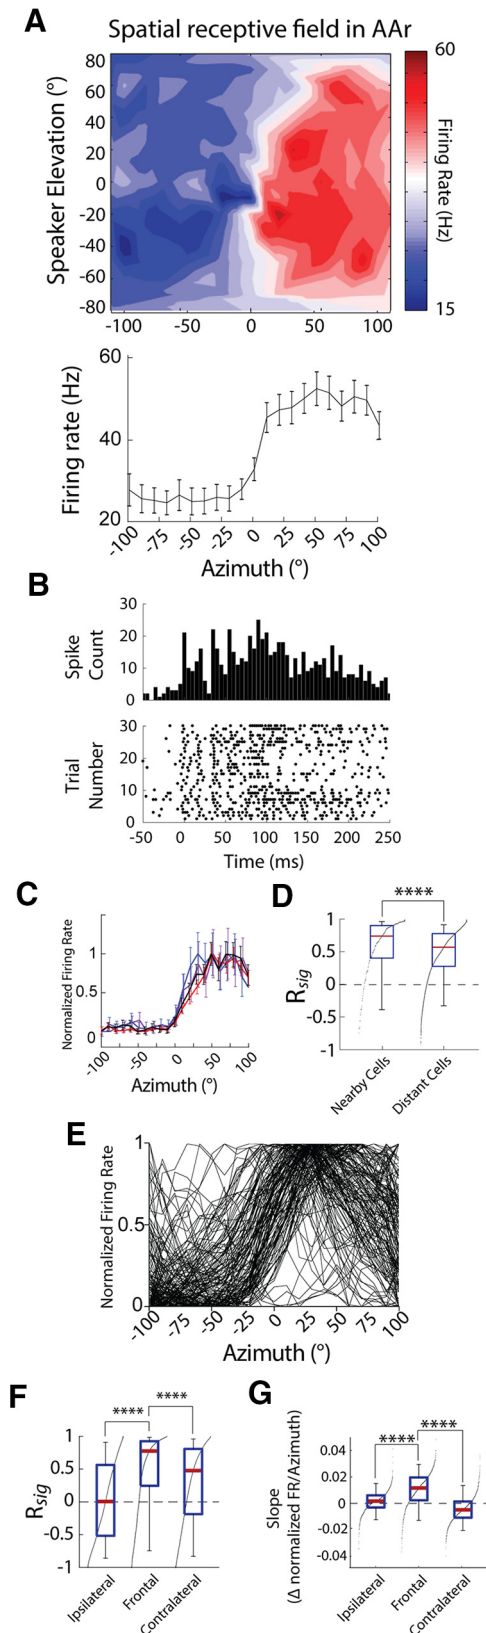 A
Spatial receptive field in AAr
Speaker Elevation (°)
80
60
40
20
0
-20
-40
-60
-80
-100
-50
0
50
100
60
Firing Rate (Hz)
15
Firing rate (Hz)
60
40
20
-100
-75
-50
-25
0
25
50
75
100
Azimuth (°)
B
Spike
Count
30
20
10
0
Trial
Number
30
20
10
0
-50
0
50
100
150
200
250
Time (ms)
C
Normalized Firing Rate
1
0.5
0
-100
-75
-50
-25
0
25
50
75
100
Azimuth (°)
D
****
Rsig
1
0.5
0
-0.5
-1
Nearby Cells
Distant Cells
E
Normalized Firing Rate
1
0.5
0
-100
-75
-50
-25
0
25
50
75
100
Azimuth (°)
F
****
****
Rsig
1
0.5
0
-0.5
-1
Ipsilateral
Frontal
Contralateral
G
****
****
Slope
(Δ normalized FR/Azimuth)
0.04
0.02
0
-0.02
-0.04
Ipsilateral
Frontal
Contralateral